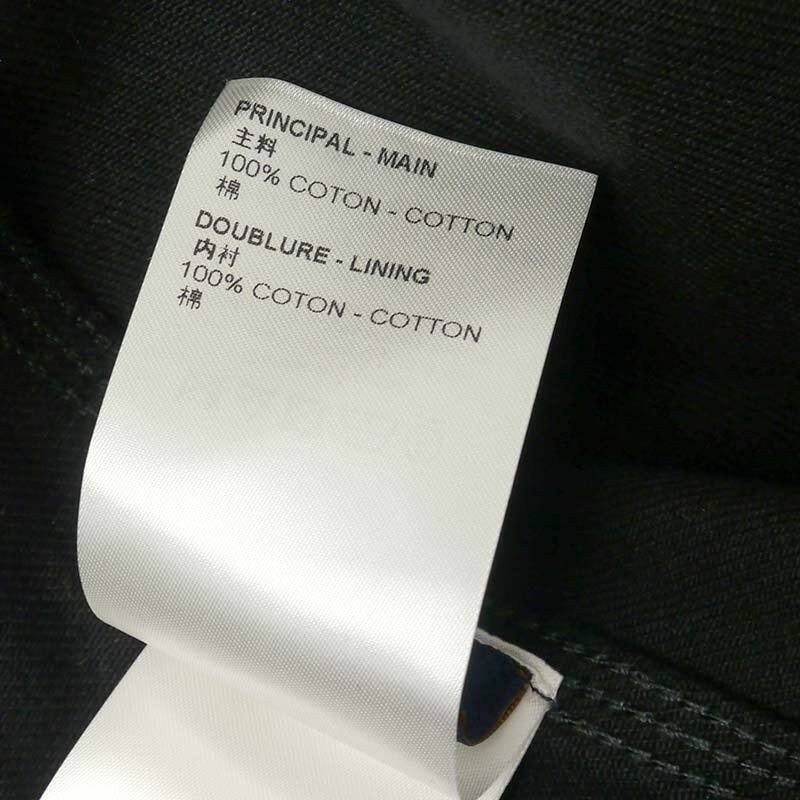 PRINCIPAL - MAIN
主料
100% COTON - COTTON
棉
DOUBLURE - LINING
内衬
100% COTON - COTTON
棉